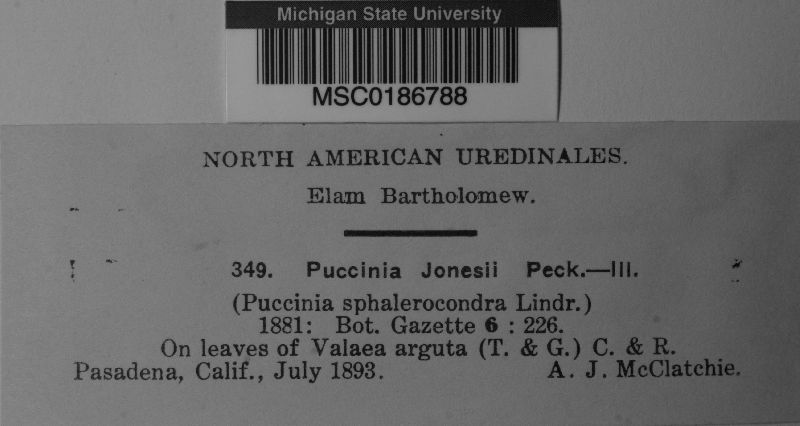 Michigan State University
MSC0186788
NORTH AMERICAN UREDINALES.
Elam Bartholomew.
349. Puccinia Jonesii Peck.—III.
(Puccinia sphalerocondra Lindr.)
1881: Bot. Gazette 6 : 226.
On leaves of Valaea arguta (T. & G.) C. & R.
Pasadena, Calif., July 1893. A. J. McClatchie.